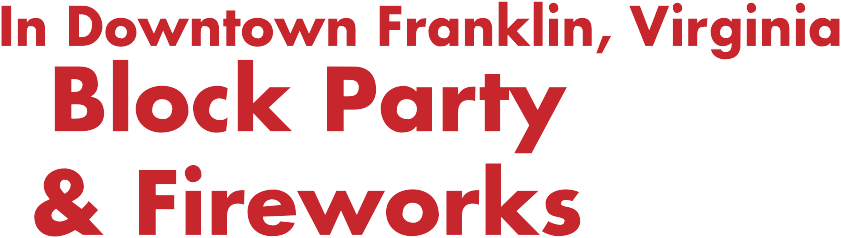 In Downtown Franklin, Virginia
Block Party
& Fireworks